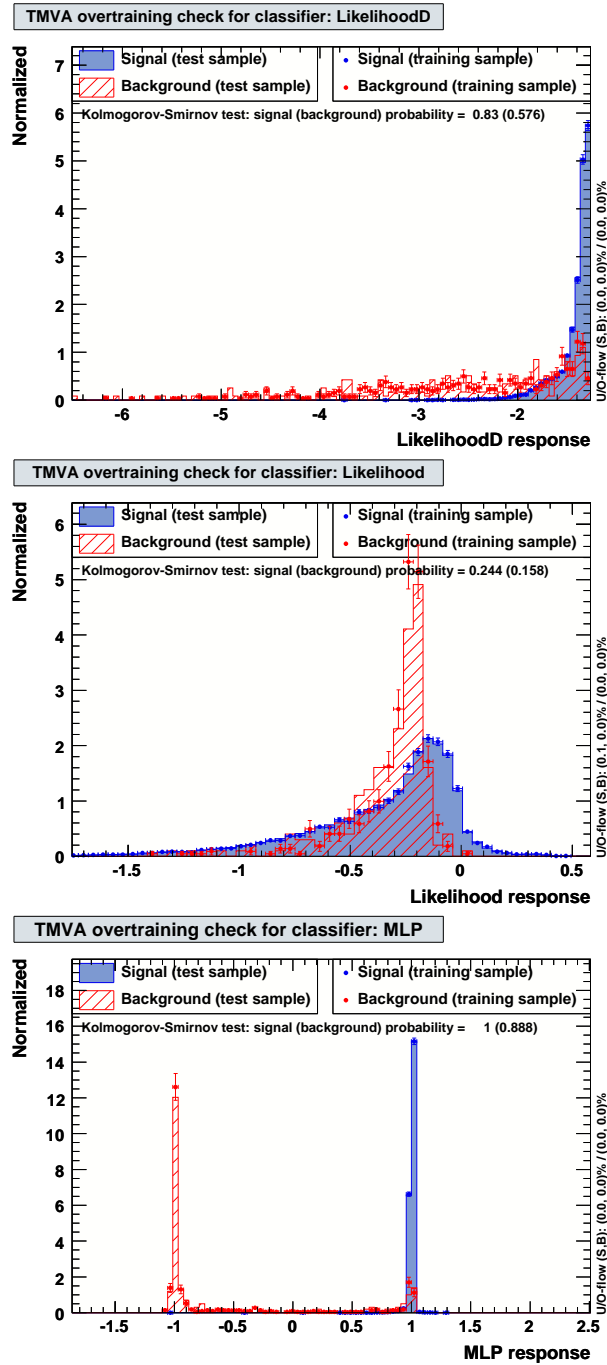 TMVA overtraining check for classifier: LikelihoodD
Normalized
Signal (test sample)
Background (test sample)
Signal (training sample)
Background (training sample)
Kolmogorov-Smirnov test: signal (background) probability = 0.83 (0.576)
7
6
5
4
3
2
1
0
-6 -5 -4 -3 -2
LikelihoodD response
U/O-flow (S,B): (0.0, 0.0)% / (0.0, 0.0)%
TMVA overtraining check for classifier: Likelihood
Normalized
Signal (test sample)
Background (test sample)
Signal (training sample)
Background (training sample)
Kolmogorov-Smirnov test: signal (background) probability = 0.244 (0.158)
6
5
4
3
2
1
0
-1.5 -1 -0.5 0 0.5
Likelihood response
U/O-flow (S,B): (0.1, 0.0)% / (0.0, 0.0)%
TMVA overtraining check for classifier: MLP
Normalized
Signal (test sample)
Background (test sample)
Signal (training sample)
Background (training sample)
Kolmogorov-Smirnov test: signal (background) probability = 1 (0.888)
18
16
14
12
10
8
6
4
2
0
-1.5 -1 -0.5 0 0.5 1 1.5 2 2.5
MLP response
U/O-flow (S,B): (0.0, 0.0)% / (0.0, 0.0)%